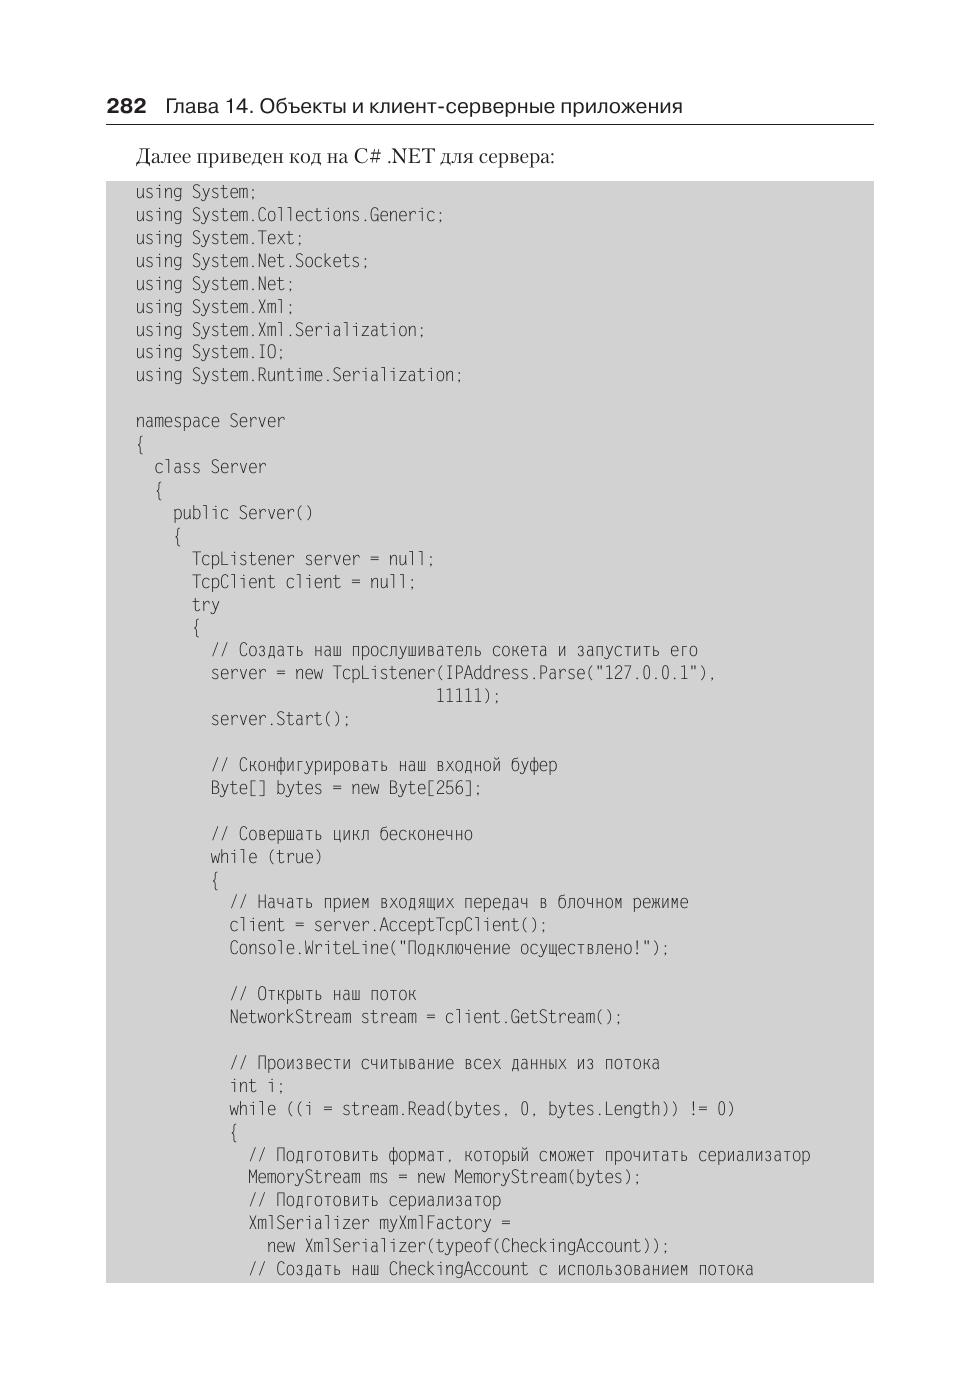 282 Глава 14. Объекты и клиент-серверные приложения
Далее приведен код на C# .NET для сервера:
using System;
using System.Collections.Generic;
using System.Text;
using System.Net.Sockets;
using System.Net;
using System.Xml;
using System.Xml.Serialization;
using System.IO;
using System.Runtime.Serialization;
namespace Server
{
class Server
{
public Server()
{
TcpListener server = null;
TcpClient client = null;
try
{
// Создать наш прослушиватель сокета и запустить его
server = new TcpListener(IPAddress.Parse("127.0.0.1"),
11111);
server.Start();
// Сконфигурировать наш входной буфер
Byte[] bytes = new Byte[256];
// Совершать цикл бесконечно
while (true)
{
// Начать прием входящих передач в блочном режиме
client = server.AcceptTcpClient();
Console.WriteLine("Подключение осуществлено!");
// Открыть наш поток
NetworkStream stream = client.GetStream();
// Произвести считывание всех данных из потока
int i;
while ((i = stream.Read(bytes, 0, bytes.Length)) != 0)
{
// Подготовить формат, который сможет прочитать сериализатор
MemoryStream ms = new MemoryStream(bytes);
// Подготовить сериализатор
XmlSerializer myXmlFactory =
new XmlSerializer(typeof(CheckingAccount));
// Создать наш CheckingAccount с использованием потока